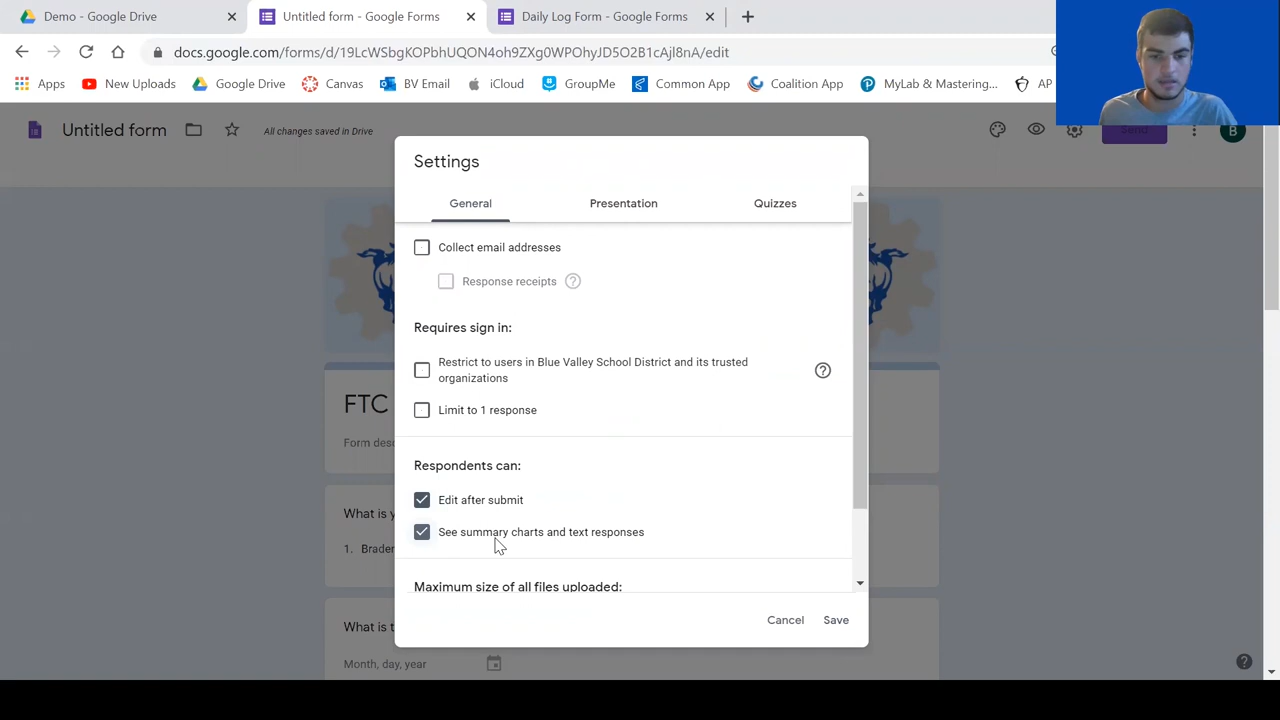 Demo - Google Drive
Untitled form - Google Forms
Daily Log Form - Google Forms
docs.google.com/forms/d/19LcWSbgKOPbhUQON4oh9ZXg0WPOhyJD5O2B1cAjl8nA/edit
Apps
New Uploads
Google Drive
Canvas
BV Email
iCloud
GroupMe
Common App
Coalition App
MyLab & Mastering...
AP
Untitled form
All changes saved in Drive
Send
B
Settings
General
Presentation
Quizzes
Collect email addresses
Response receipts
Requires sign in:
Restrict to users in Blue Valley School District and its trusted
organizations
Limit to 1 response
FTC
Form desc
Respondents can:
Edit after submit
See summary charts and text responses
What is y
1. Braden
Maximum size of all files uploaded:
Cancel
Save
What is t
Month, day, year